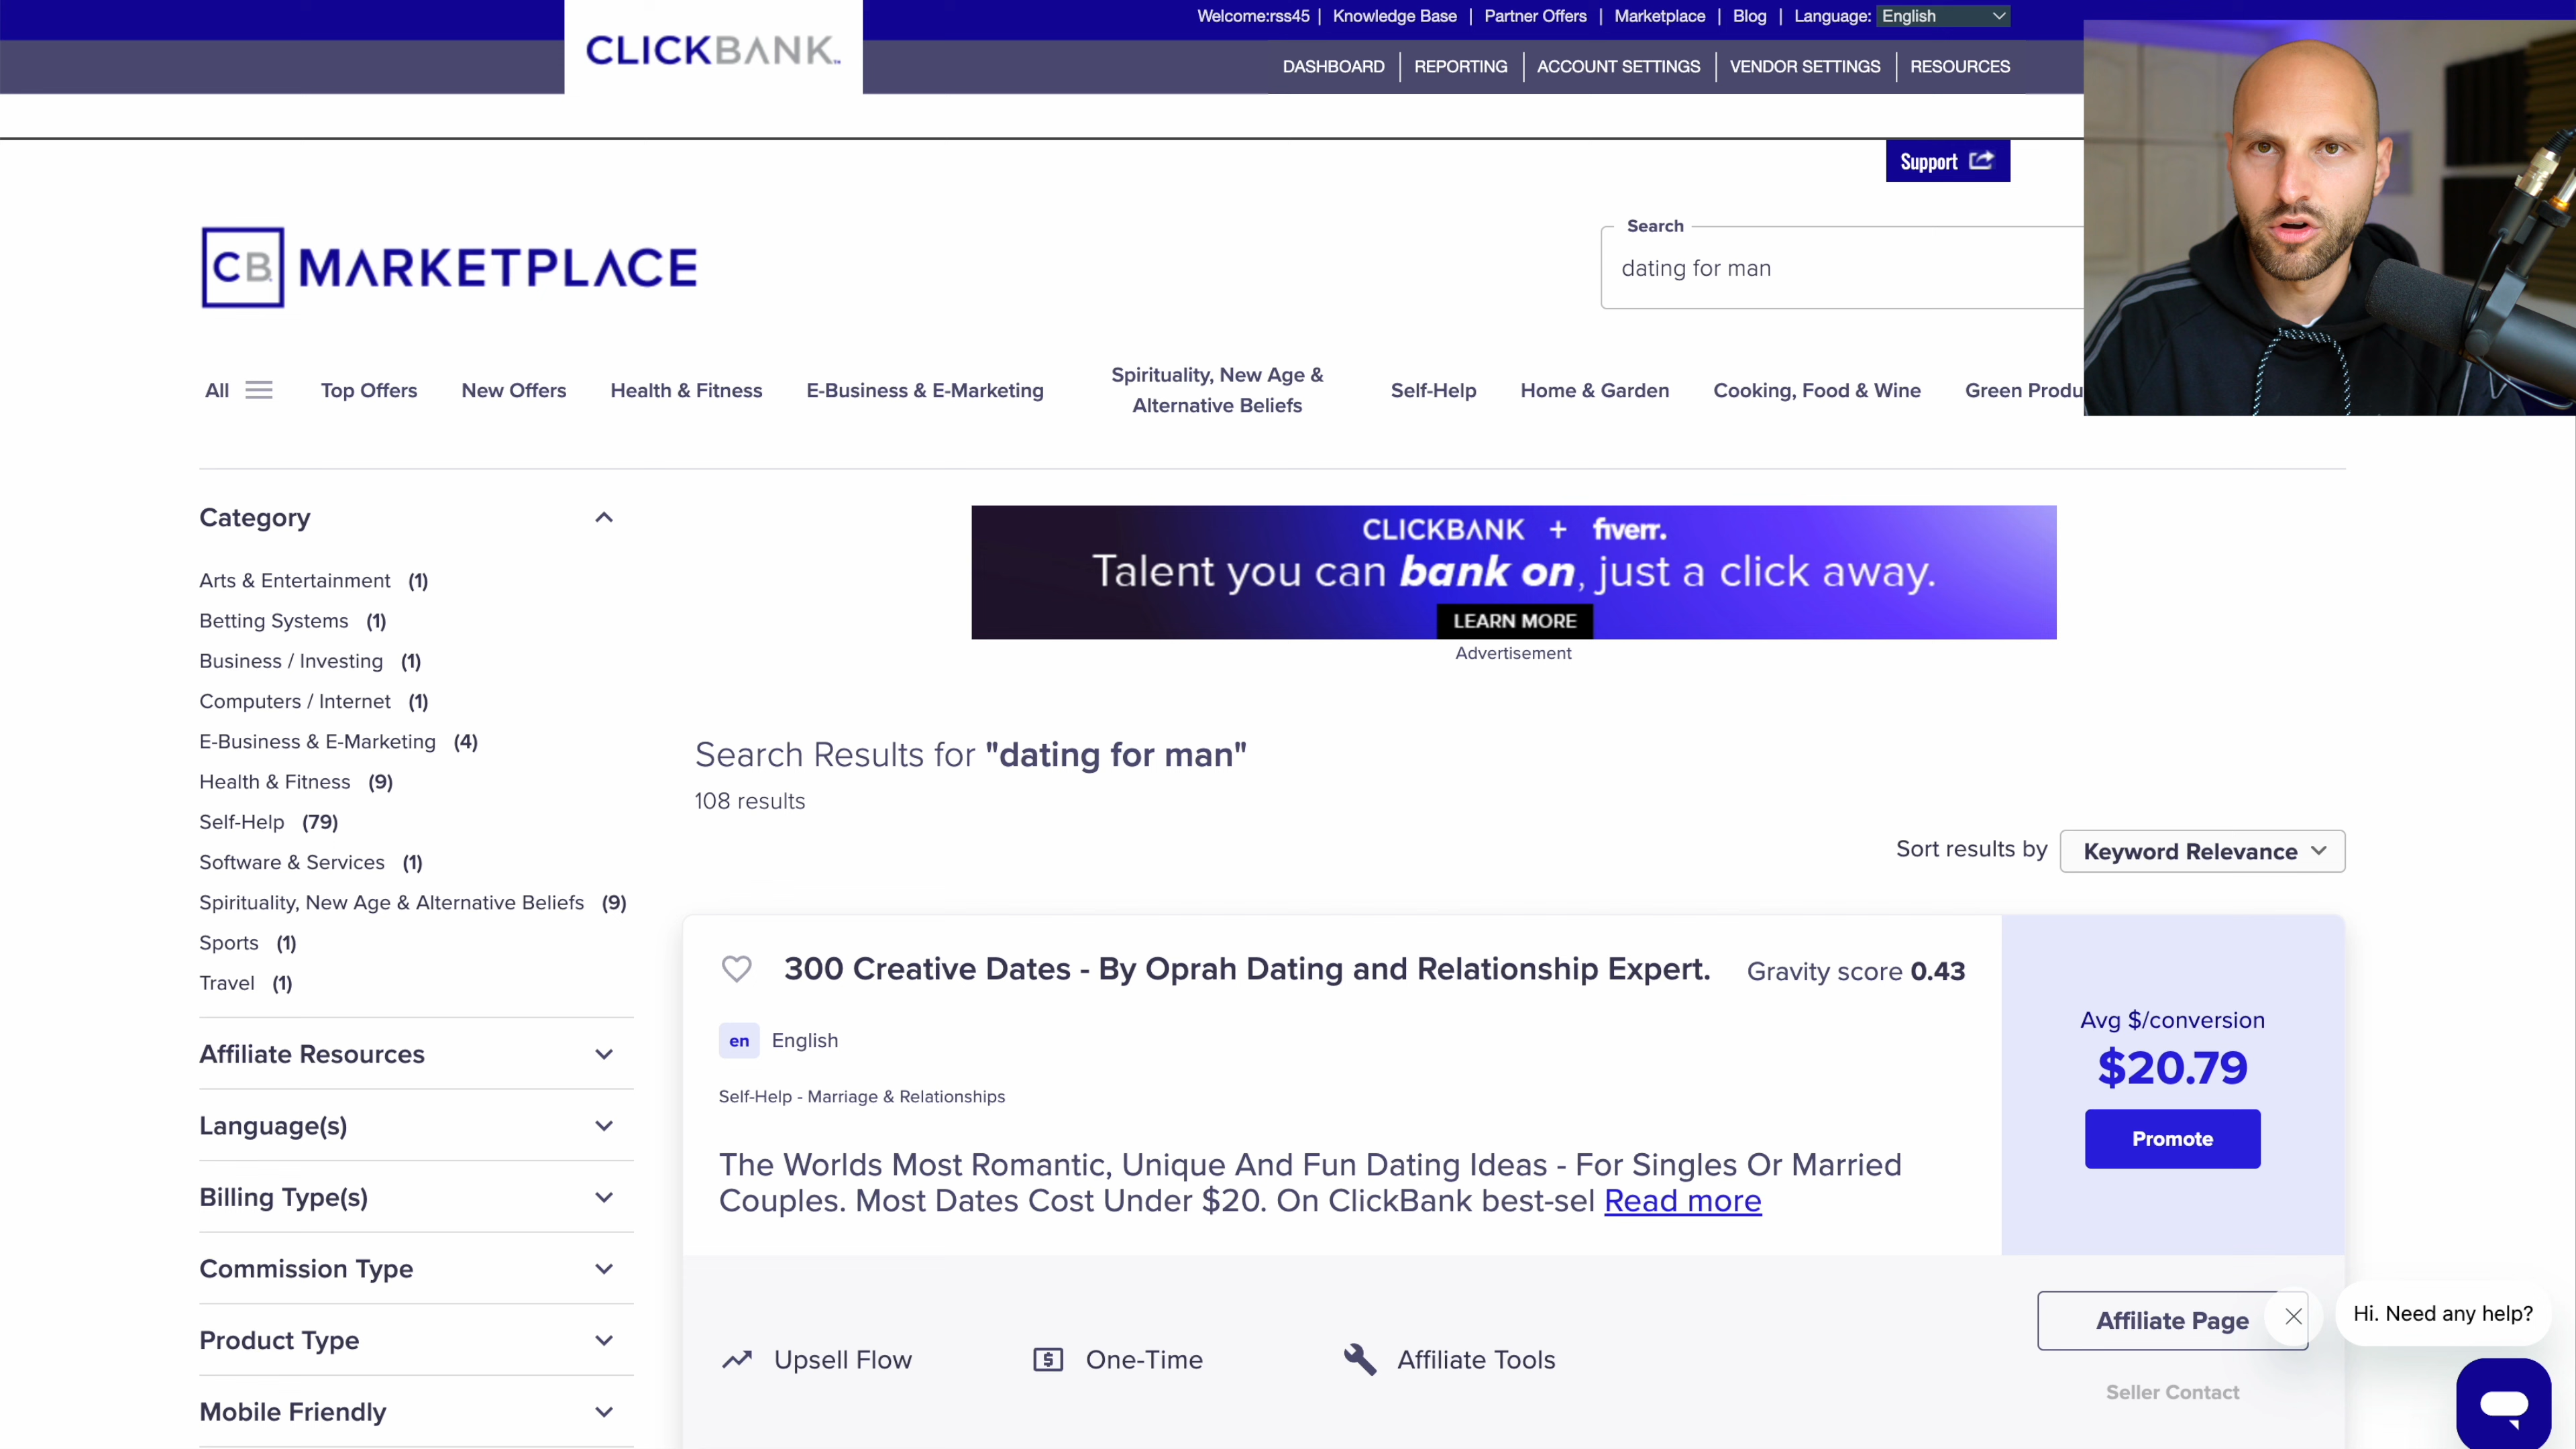 Welcome:rss45 | Knowledge Base | Partner Offers | Marketplace | Blog | Language: English
CLICKBANK
DASHBOARD | REPORTING | ACCOUNT SETTINGS | VENDOR SETTINGS | RESOURCES
Support
CB MARKETPLACE
Search
dating for man
All
Top Offers
New Offers
Health & Fitness
E-Business & E-Marketing
Spirituality, New Age &
Alternative Beliefs
Self-Help
Home & Garden
Cooking, Food & Wine
Green Produ
Category
Arts & Entertainment (1)
Betting Systems (1)
Business / Investing (1)
Computers / Internet (1)
E-Business & E-Marketing (4)
Health & Fitness (9)
Self-Help (79)
Software & Services (1)
Spirituality, New Age & Alternative Beliefs (9)
Sports (1)
Travel (1)
Affiliate Resources
Language(s)
Billing Type(s)
Commission Type
Product Type
Mobile Friendly
CLICKBANK + fiverr.
Talent you can bank on, just a click away.
LEARN MORE
Advertisement
Search Results for "dating for man"
108 results
Sort results by Keyword Relevance
300 Creative Dates - By Oprah Dating and Relationship Expert.
Gravity score 0.43
en English
Self-Help - Marriage & Relationships
The Worlds Most Romantic, Unique And Fun Dating Ideas - For Singles Or Married
Couples. Most Dates Cost Under $20. On ClickBank best-sel Read more
Avg $/conversion
$20.79
Promote
Upsell Flow
One-Time
Affiliate Tools
Affiliate Page
Seller Contact
Hi. Need any help?